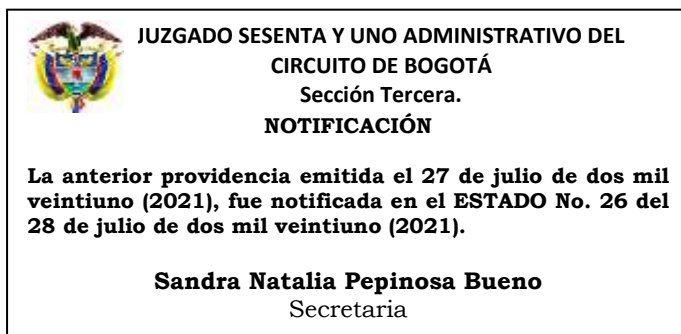 JUZGADO SESENTA Y UNO ADMINISTRATIVO DEL
CIRCUITO DE BOGOTÁ
Sección Tercera.
NOTIFICACIÓN
La anterior providencia emitida el 27 de julio de dos mil
veintiuno (2021), fue notificada en el ESTADO No. 26 del
28 de julio de dos mil veintiuno (2021).
Sandra Natalia Pepinosa Bueno
Secretaria